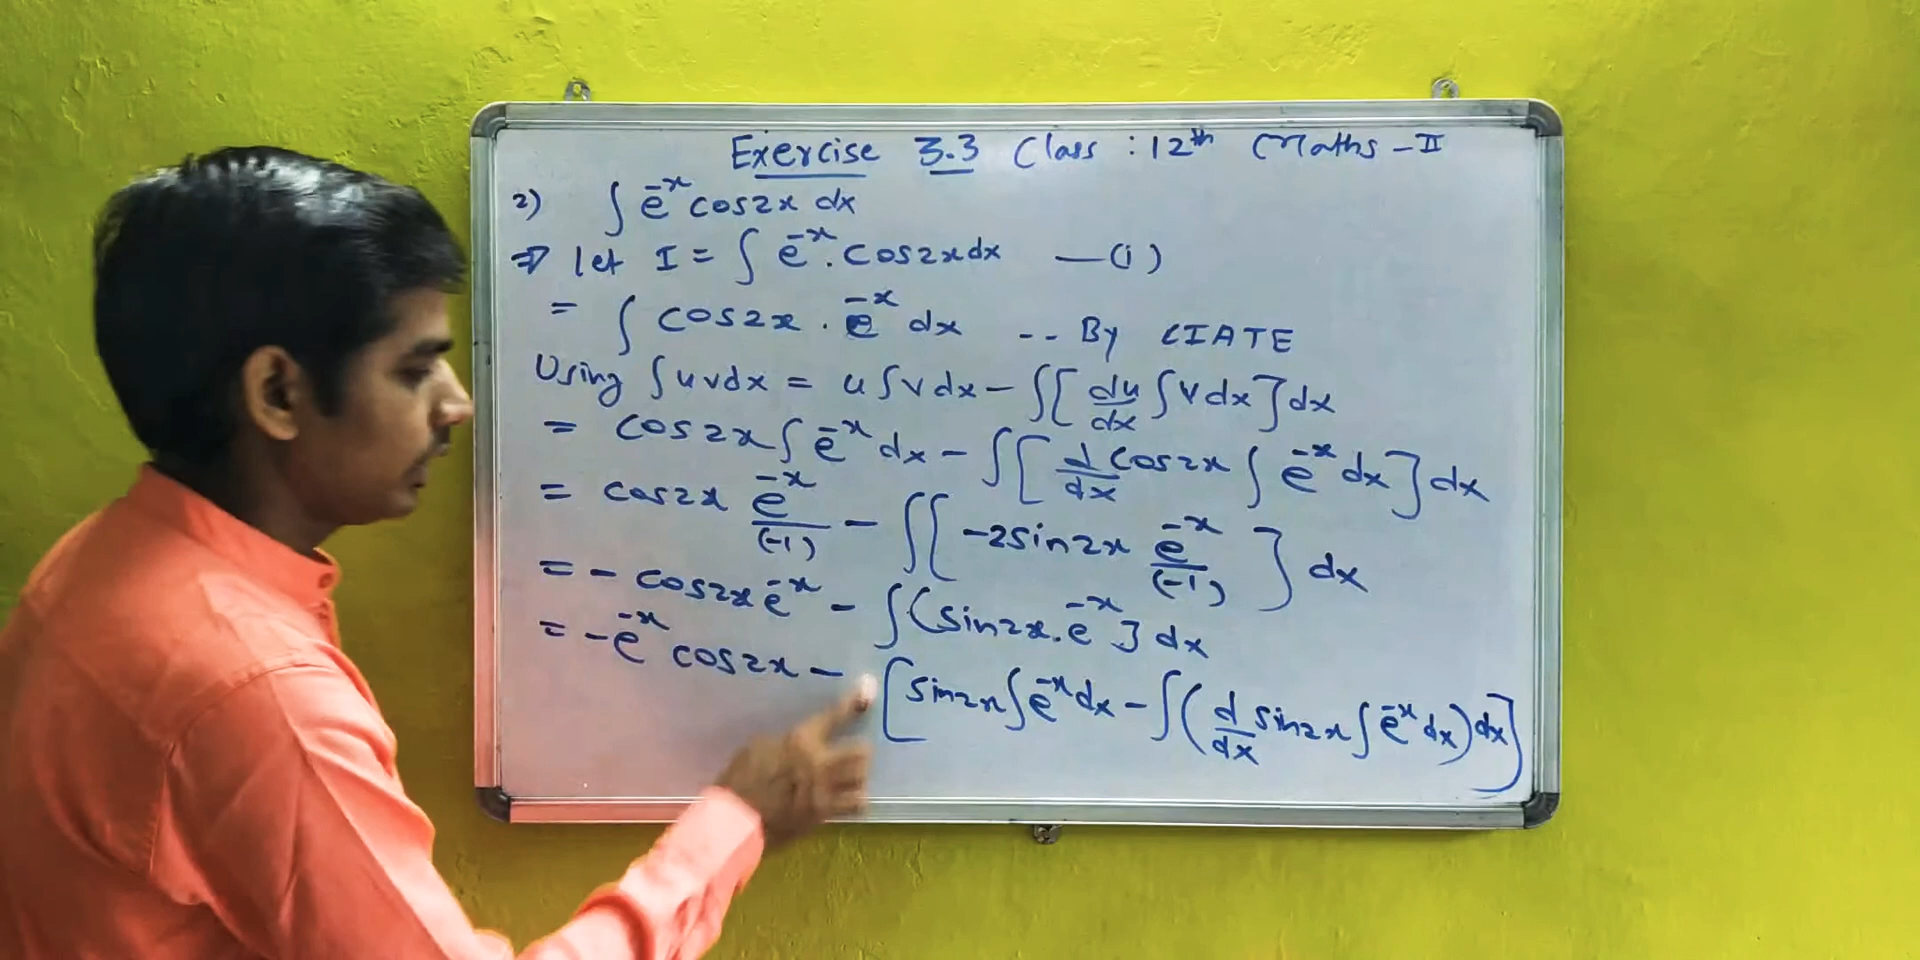 Exercise 3.3 Class : 12th Maths - II
2) ∫ e^-x cos2x dx
⇒ let I = ∫ e^-x . cos2x dx —(i)
= ∫ cos2x . e^-x dx -- By LIATE
Using ∫ u v dx = u ∫ v dx - ∫ [ du/dx ∫ v dx ] dx
= cos2x ∫ e^-x dx - ∫ [ d/dx cos2x ∫ e^-x dx ] dx
= cos2x e^-x/(-1) - ∫ [ -2sin2x e^-x/(-1) ] dx
= - cos2x e^-x - ∫ ( sin2x . e^-x ] dx
= - e^-x cos2x - [ sin2x ∫ e^-x dx - ∫ ( d/dx sin2x ∫ e^-x dx ) dx ]